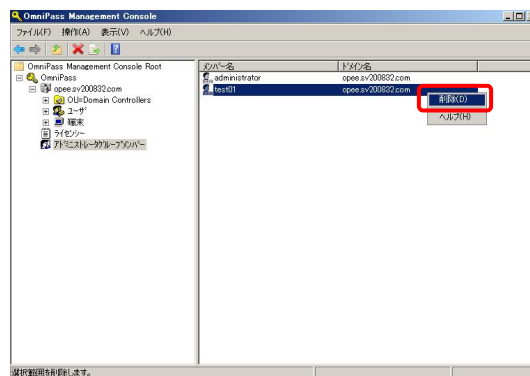 OmniPass Management Console
ファイル(F) 操作(A) 表示(V) ヘルプ(H)
OmniPass Management Console Root
OmniPass
opee.sv200832.com
OU=Domain Controllers
ユーザ
端末
ライセンシー
アドミニストレータグループメンバー
メンバー名 ドメイン名
administrator opee.sv200832.com
test01 opee.sv200832.com
削除(D)
ヘルプ(H)
選択範囲を削除します。